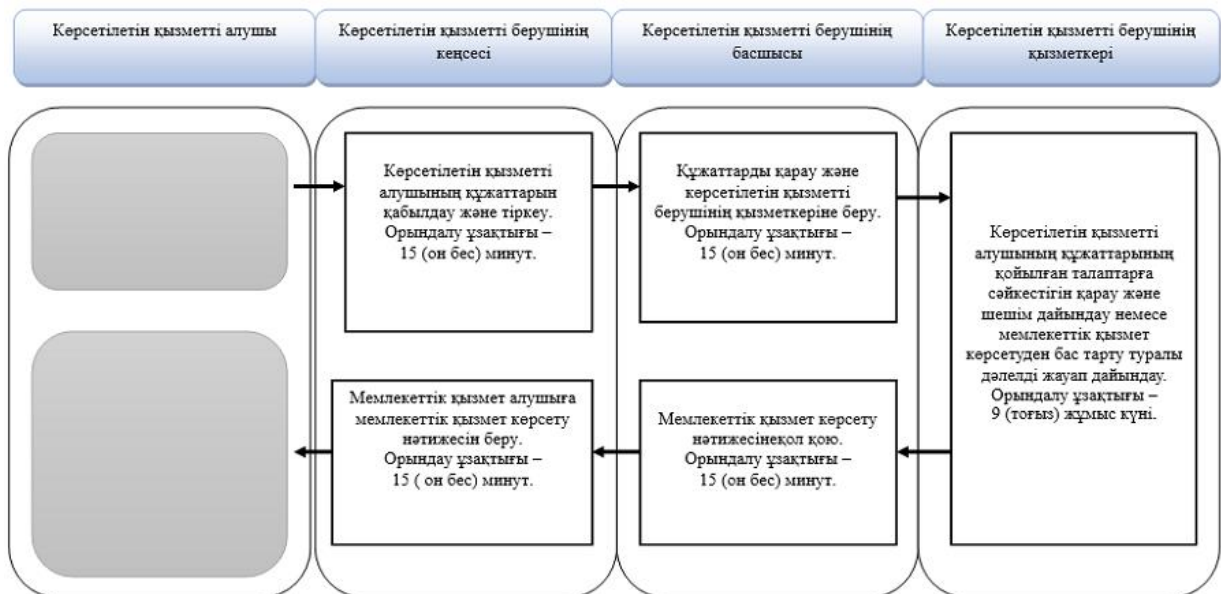 Көрсетілетін қызметті алушы
Көрсетілетін қызметті берушінің
кеңсесі
Көрсетілетін қызметті берушінің
басшысы
Көрсетілетін қызметті берушінің
қызметкері
Көрсетілетін қызметті
алушының құжаттарын
қабылдау және тіркеу.
Орындалу ұзақтығы –
15 (он бес) минут.
Құжаттарды қарау және
көрсетілетін қызметті
берушінің қызметкеріне беру.
Орындалу ұзақтығы –
15 (он бес) минут.
Көрсетілетін қызметті
алушының құжаттарының
қойылған талаптарға
сәйкестігін қарау және
шешім дайындау немесе
мемлекеттік қызмет
көрсетуден бас тарту туралы
дәлелді жауап дайындау.
Орындалу ұзақтығы –
9 (тоғыз) жұмыс күні.
Мемлекеттік қызмет алушыға
мемлекеттік қызмет көрсету
нәтижесін беру.
Орындау ұзақтығы –
15 ( он бес) минут.
Мемлекеттік қызмет көрсету
нәтижесінеқол қою.
Орындалу ұзақтығы –
15 (он бес) минут.